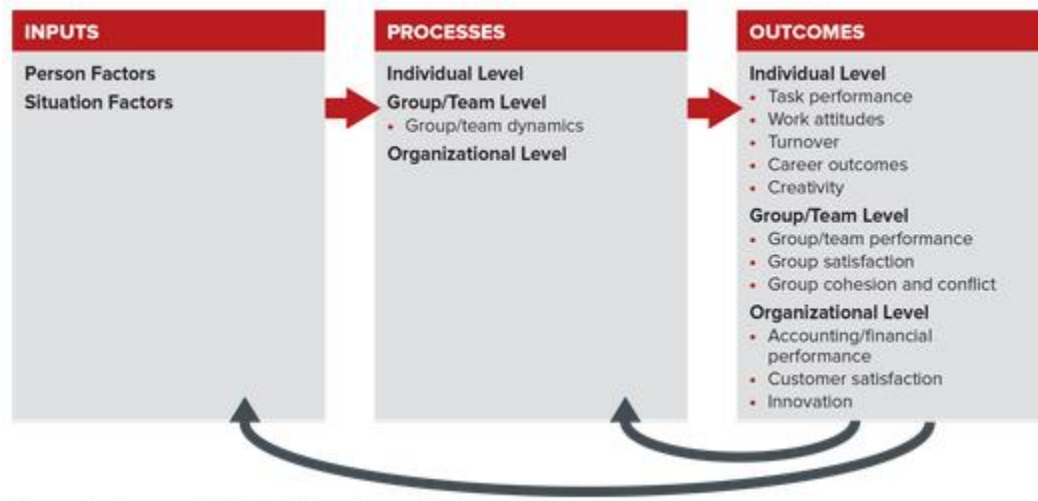 INPUTS
Person Factors
Situation Factors
PROCESSES
Individual Level
Group/Team Level
• Group/team dynamics
Organizational Level
OUTCOMES
Individual Level
• Task performance
• Work attitudes
• Turnover
• Career outcomes
• Creativity
Group/Team Level
• Group/team performance
• Group satisfaction
• Group cohesion and conflict
Organizational Level
• Accounting/financial
performance
• Customer satisfaction
• Innovation